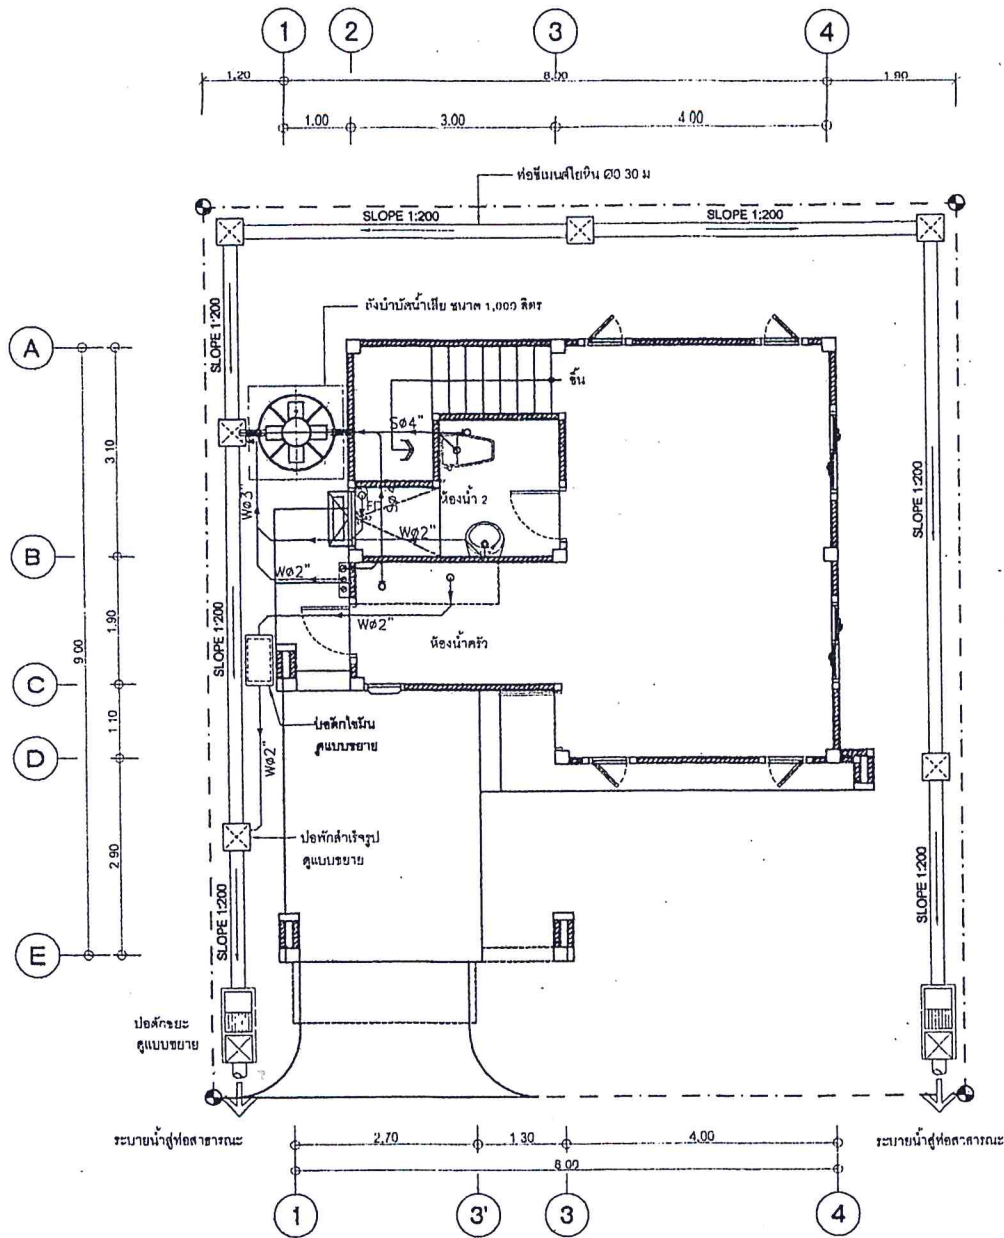 1 2 3 4
1.20 8.00 1.90
1.00 3.00 4.00
ท่อซีเมนต์ใยหิน Ø0 30 ม
SLOPE 1:200 SLOPE 1:200
ถังบำบัดน้ำเสีย ขนาด 1,000 ลิตร
SLOPE 1:200
SLOPE 1:200
A
ขึ้น
SØ4"
3.10
WØ3"
ห้องน้ำ 2
WØ2"
B
WØ2"
WØ2"
9.00
1.90
SLOPE 1:200
ห้องน้ำครัว
C
1.10
บ่อดักไขมัน
ดูแบบขยาย
WØ2"
D
บ่อพักสำเร็จรูป
ดูแบบขยาย
2.90
SLOPE 1:200
SLOPE 1:200
E
บ่อดักขยะ
ดูแบบขยาย
ระบายน้ำสู่ท่อสาธารณะ
ระบายน้ำสู่ท่อสาธารณะ
2.70 1.30 4.00
8.00
1 3' 3 4